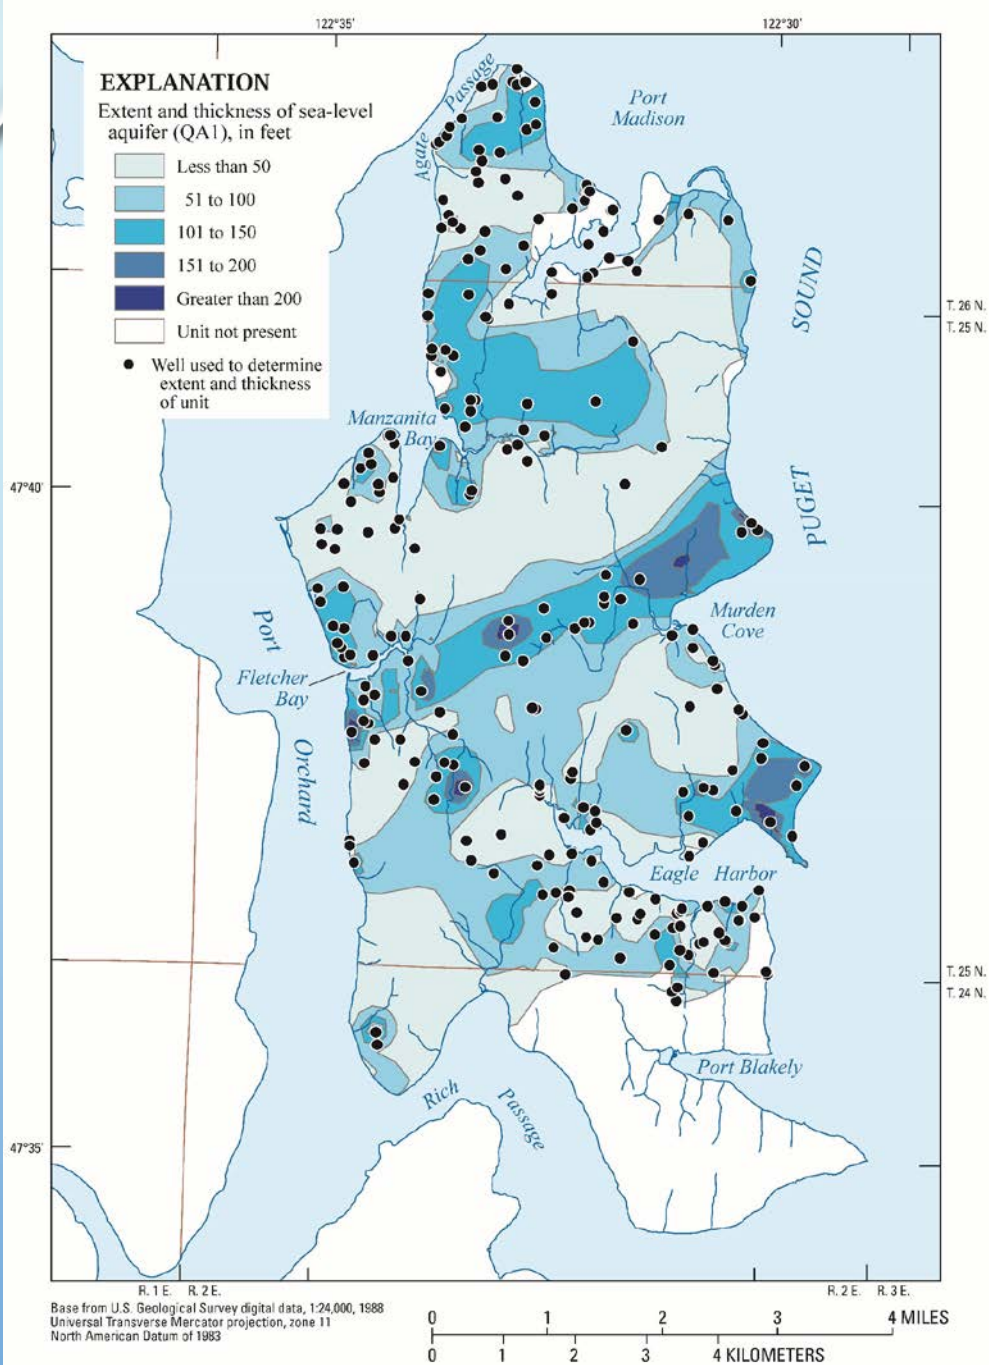 122°35'
122°30'
EXPLANATION
Extent and thickness of sea-level
aquifer (QA1), in feet
Less than 50
51 to 100
101 to 150
151 to 200
Greater than 200
Unit not present
Well used to determine
extent and thickness
of unit
Agate Passage
Port
Madison
PUGET SOUND
T. 26 N.
T. 25 N.
Manzanita
Bay
47°40'
Murden
Cove
Port Orchard
Fletcher
Bay
Eagle Harbor
T. 25 N.
T. 24 N.
Port Blakely
Rich Passage
47°35'
R. 1 E. R. 2 E.
R. 2 E. R. 3 E.
Base from U.S. Geological Survey digital data, 1:24,000, 1988
Universal Transverse Mercator projection, zone 11
North American Datum of 1983
0 1 2 3 4 MILES
0 1 2 3 4 KILOMETERS